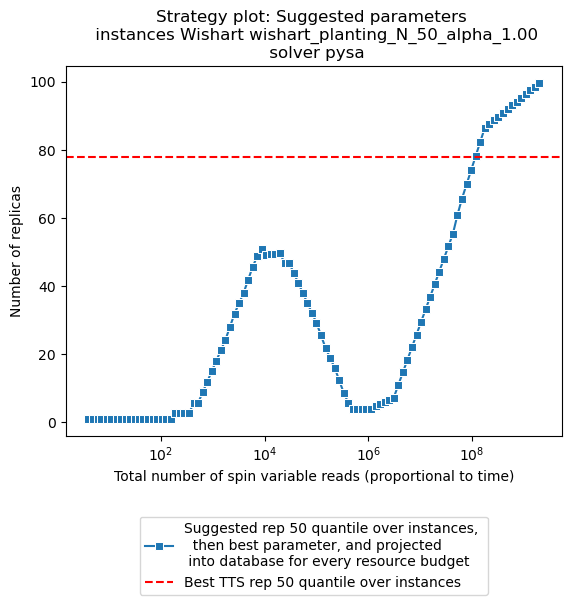 Strategy plot: Suggested parameters
instances Wishart wishart_planting_N_50_alpha_1.00
solver pysa
100
80
60
40
20
0
Number of replicas
10^2
10^4
10^6
10^8
Total number of spin variable reads (proportional to time)
Suggested rep 50 quantile over instances,
then best parameter, and projected
into database for every resource budget
Best TTS rep 50 quantile over instances